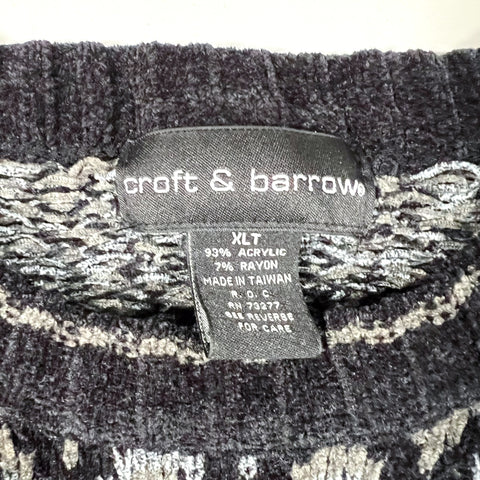 croft & barrow®
XLT
93% ACRYLIC
7% RAYON
MADE IN TAIWAN
R.O.C.
RN 73277
SEE REVERSE
FOR CARE